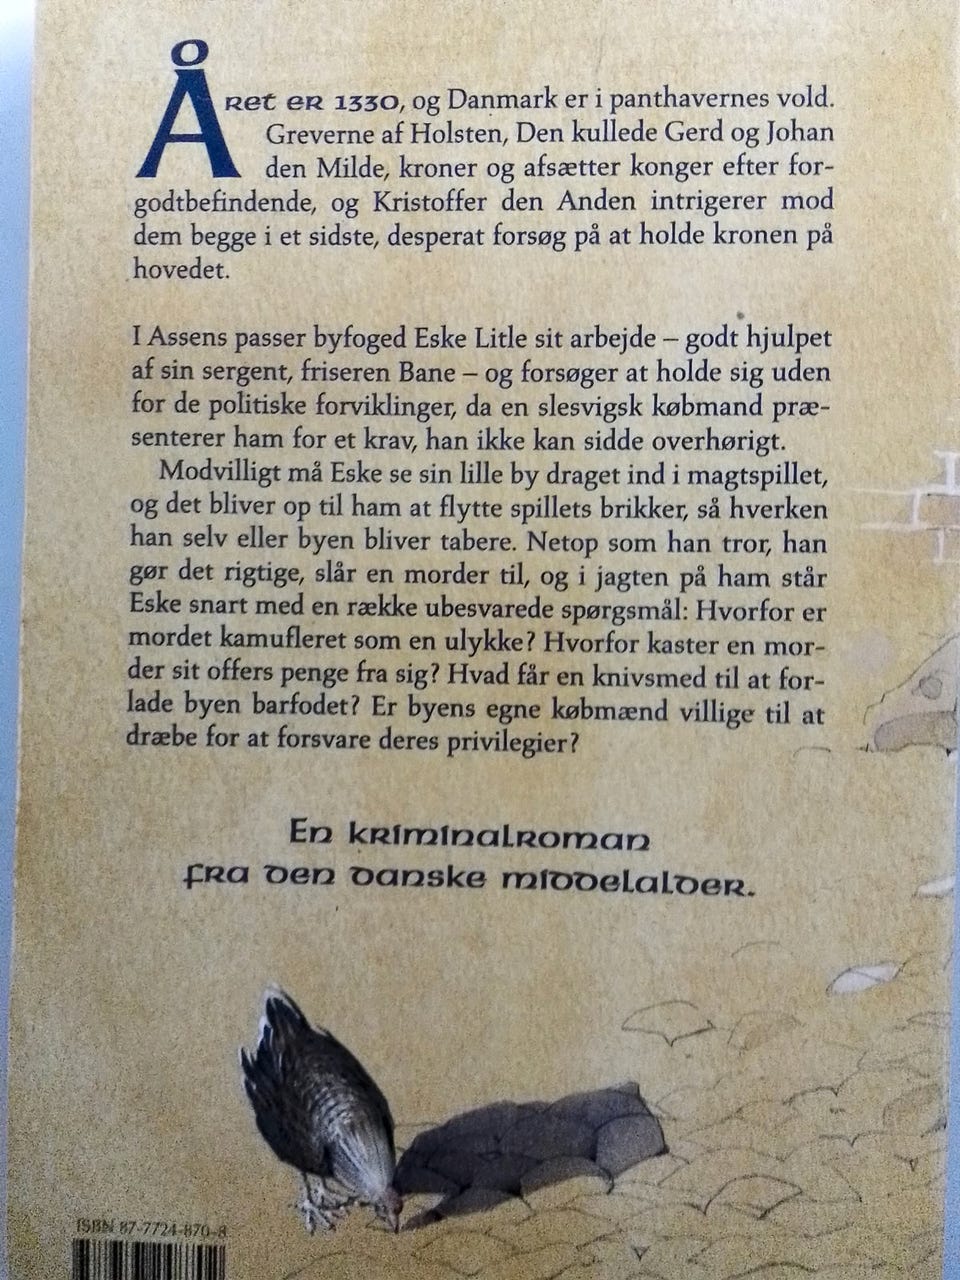 Året er 1330, og Danmark er i panthavernes vold.
Greverne af Holsten, Den kullede Gerd og Johan
den Milde, kroner og afsætter konger efter for-
godtbefindende, og Kristoffer den Anden intrigerer mod
dem begge i et sidste, desperat forsøg på at holde kronen på
hovedet.
I Assens passer byfoged Eske Litle sit arbejde – godt hjulpet
af sin sergent, friseren Bane – og forsøger at holde sig uden
for de politiske forviklinger, da en slesvigsk købmand præ-
senterer ham for et krav, han ikke kan sidde overhørigt.
Modvilligt må Eske se sin lille by draget ind i magtspillet,
og det bliver op til ham at flytte spillets brikker, så hverken
han selv eller byen bliver tabere. Netop som han tror, han
gør det rigtige, slår en morder til, og i jagten på ham står
Eske snart med en række ubesvarede spørgsmål: Hvorfor er
mordet kamufleret som en ulykke? Hvorfor kaster en mor-
der sit offers penge fra sig? Hvad får en knivsmed til at for-
lade byen barfodet? Er byens egne købmænd villige til at
dræbe for at forsvare deres privilegier?
En kriminalroman
fra den danske middelalder.
ISBN 87-7724-870-8